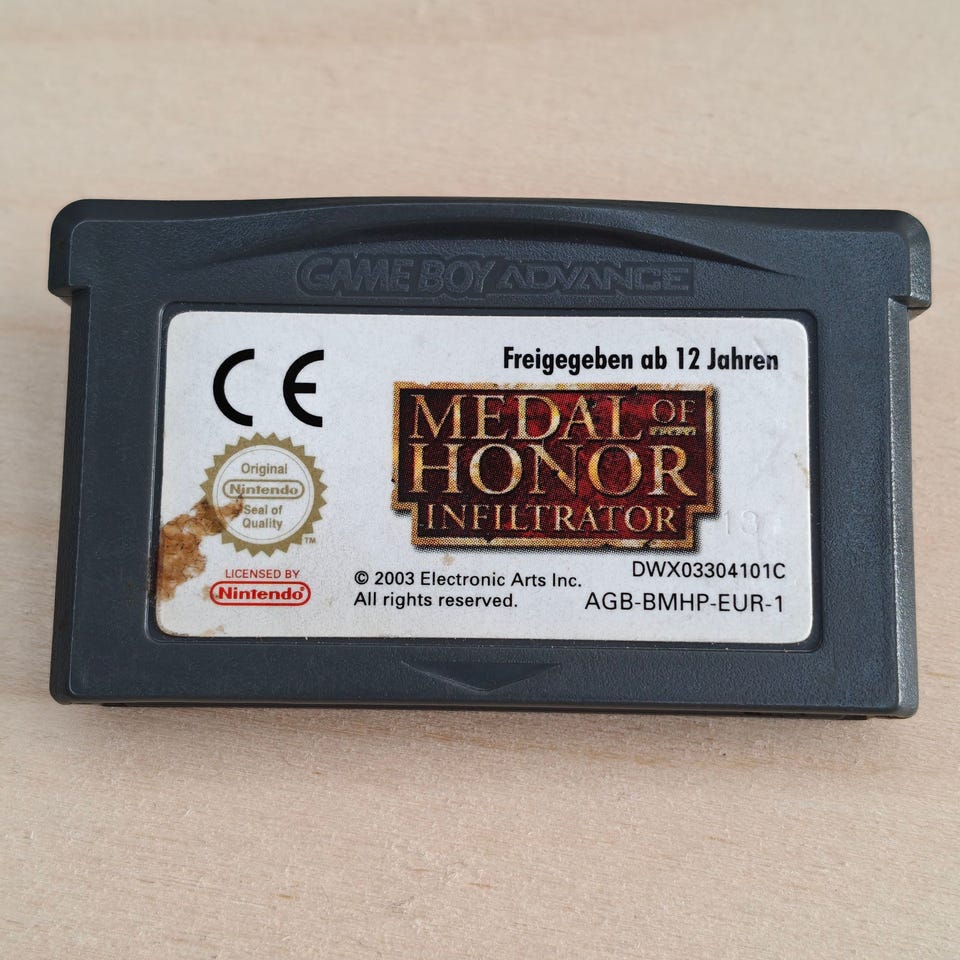 GAME BOY ADVANCE
CE
Freigegeben ab 12 Jahren
MEDAL OF
HONOR
INFILTRATOR
Original
Nintendo
Seal of
Quality
TM
LICENSED BY
Nintendo
© 2003 Electronic Arts Inc.
All rights reserved.
DWX03304101C
AGB-BMHP-EUR-1